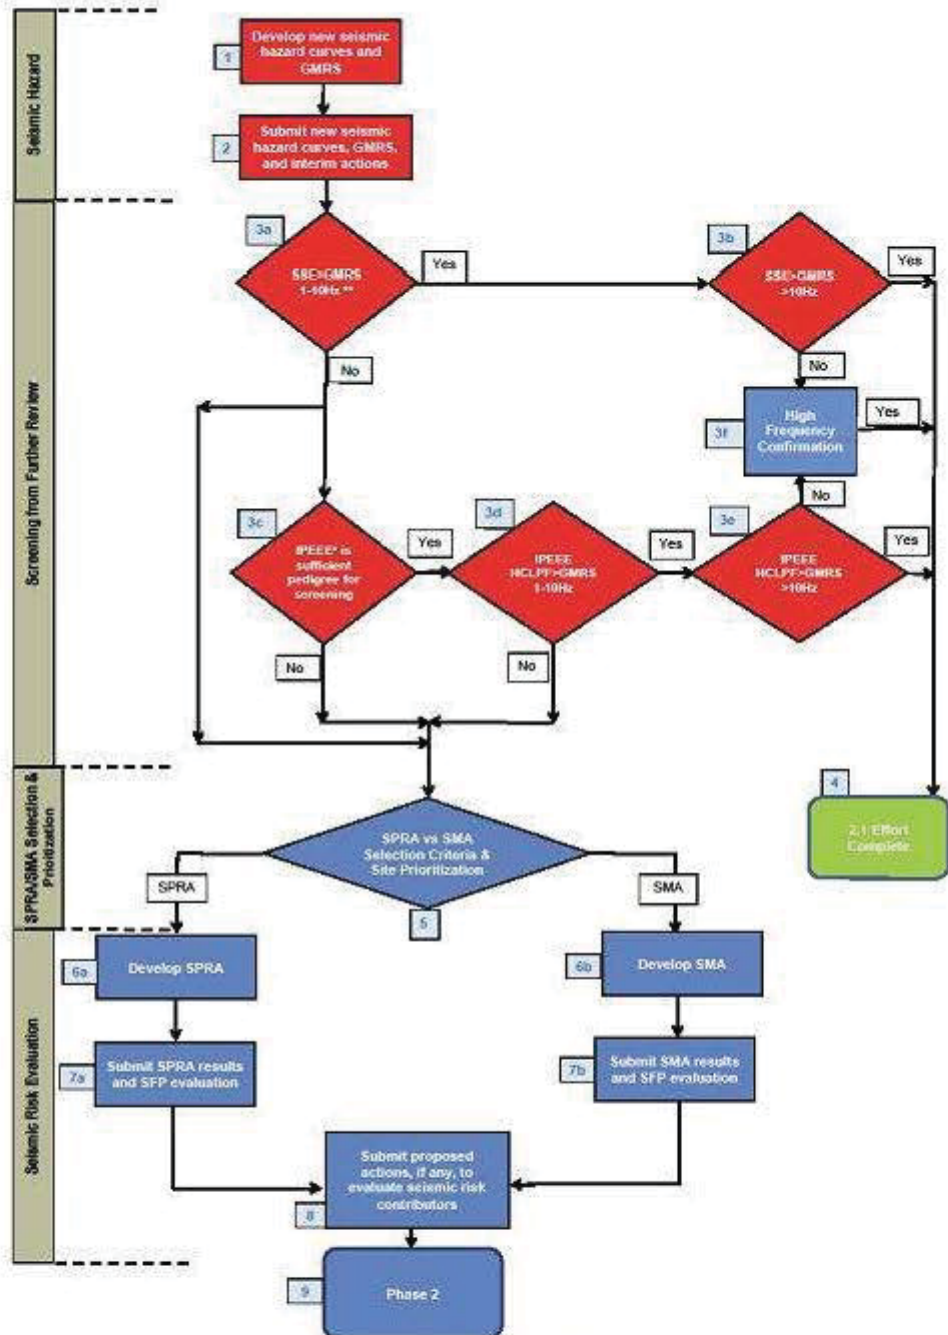 Seismic Hazard
1
Develop new seismic
hazard curves and
GMRS
2
Submit new seismic
hazard curves, GMRS,
and interim actions
Screening from Further Review
3a
SSE>GMRS
1-10Hz **
Yes
3b
SSE>GMRS
>10Hz
Yes
No
No
3f
High
Frequency
Confirmation
Yes
No
3c
IPEEE* is
sufficient
pedigree for
screening
Yes
3d
IPEEE
HCLPF>GMRS
1-10Hz
Yes
3e
IPEEE
HCLPF>GMRS
>10Hz
Yes
No
No
SPRA/SMA Selection &
Prioritization
4
2.1 Effort
Complete
SPRA vs SMA
Selection Criteria &
Site Prioritization
5
SPRA
SMA
Seismic Risk Evaluation
6a
Develop SPRA
6b
Develop SMA
7a
Submit SPRA results
and SFP evaluation
7b
Submit SMA results
and SFP evaluation
8
Submit proposed
actions, if any, to
evaluate seismic risk
contributors
9
Phase 2